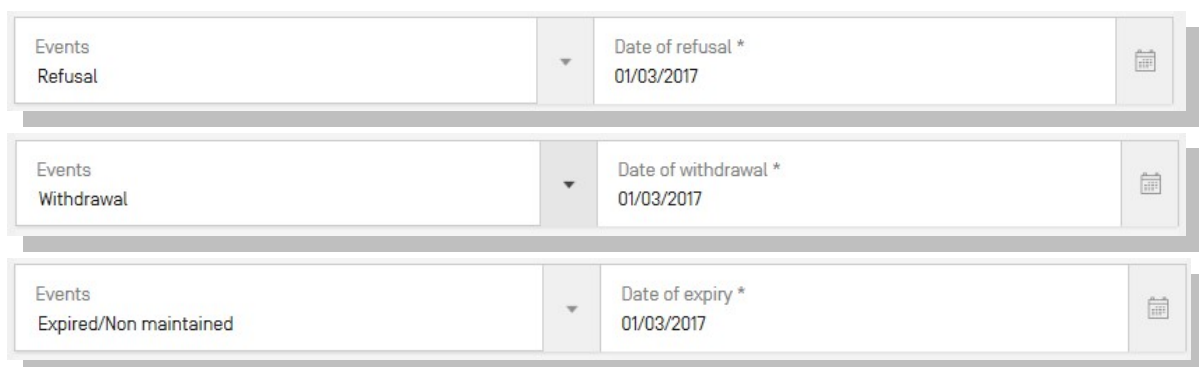 Events
Refusal
Date of refusal *
01/03/2017
Events
Withdrawal
Date of withdrawal *
01/03/2017
Events
Expired/Non maintained
Date of expiry *
01/03/2017